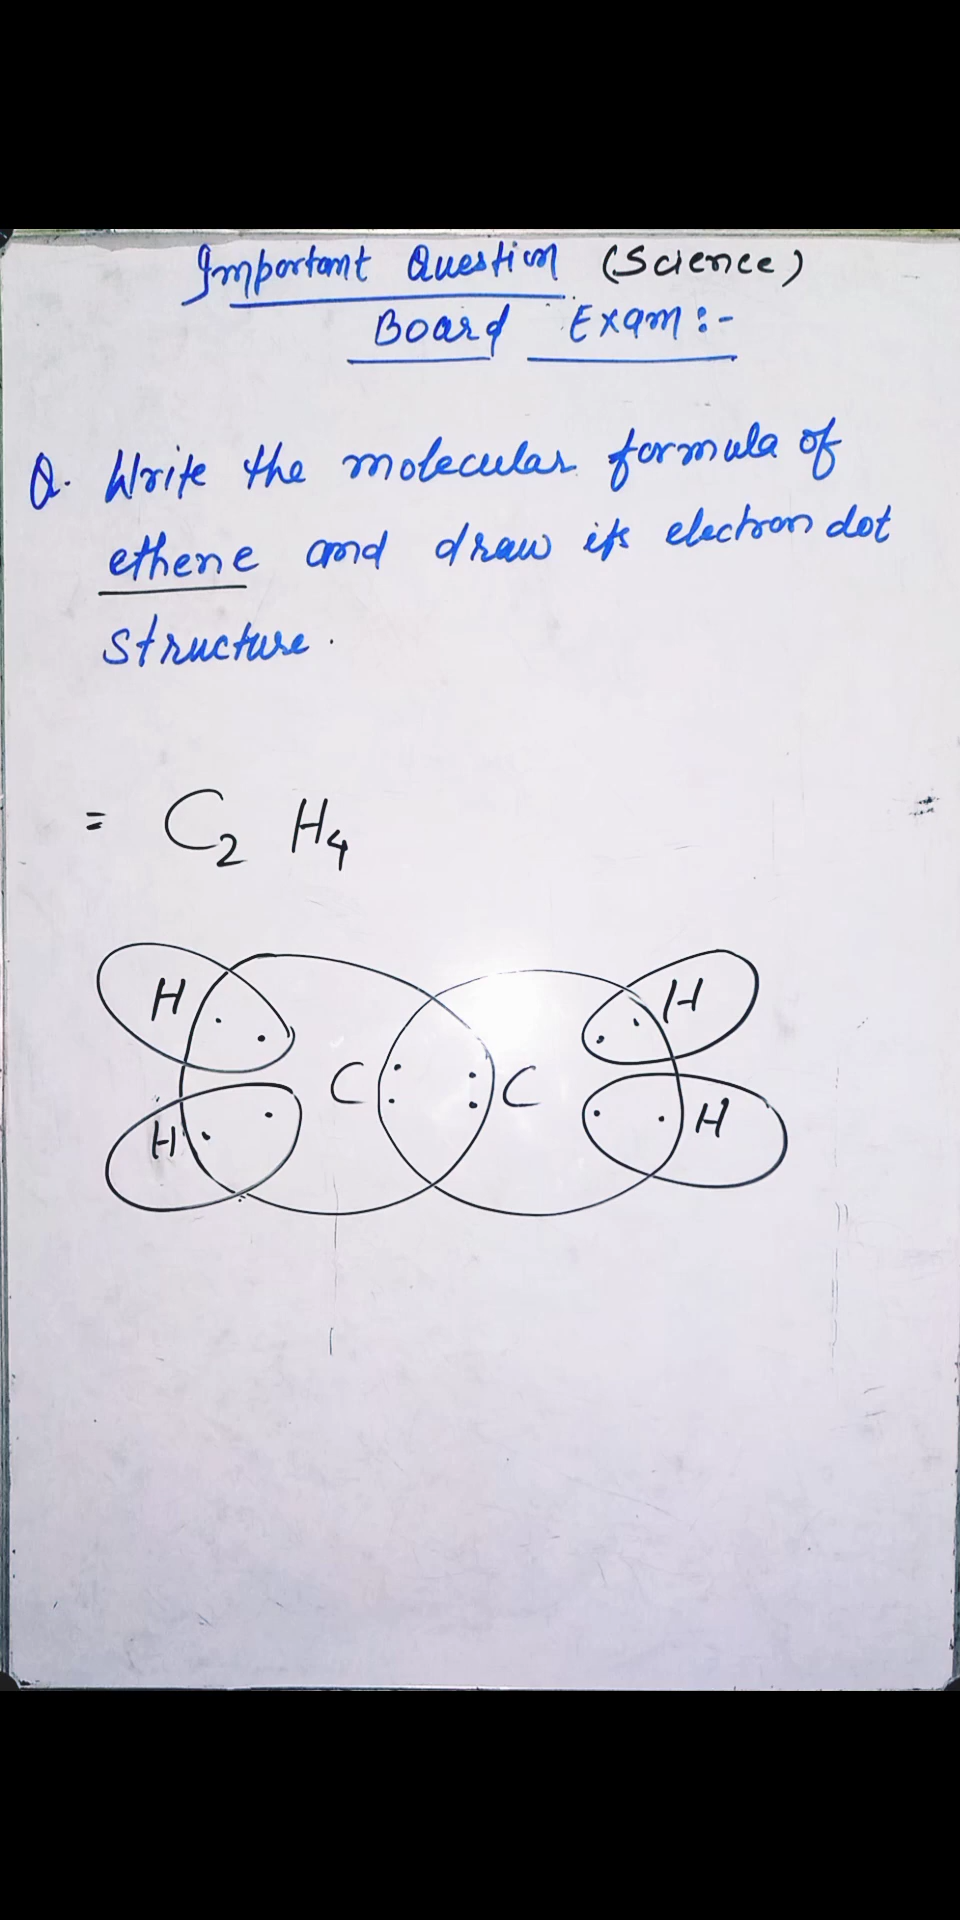 Important Question (Science)
Board Exam:-
Q. Write the molecular formula of
ethene and draw its electron dot
structure.
= C₂ H₄
H H
C : : C
H H